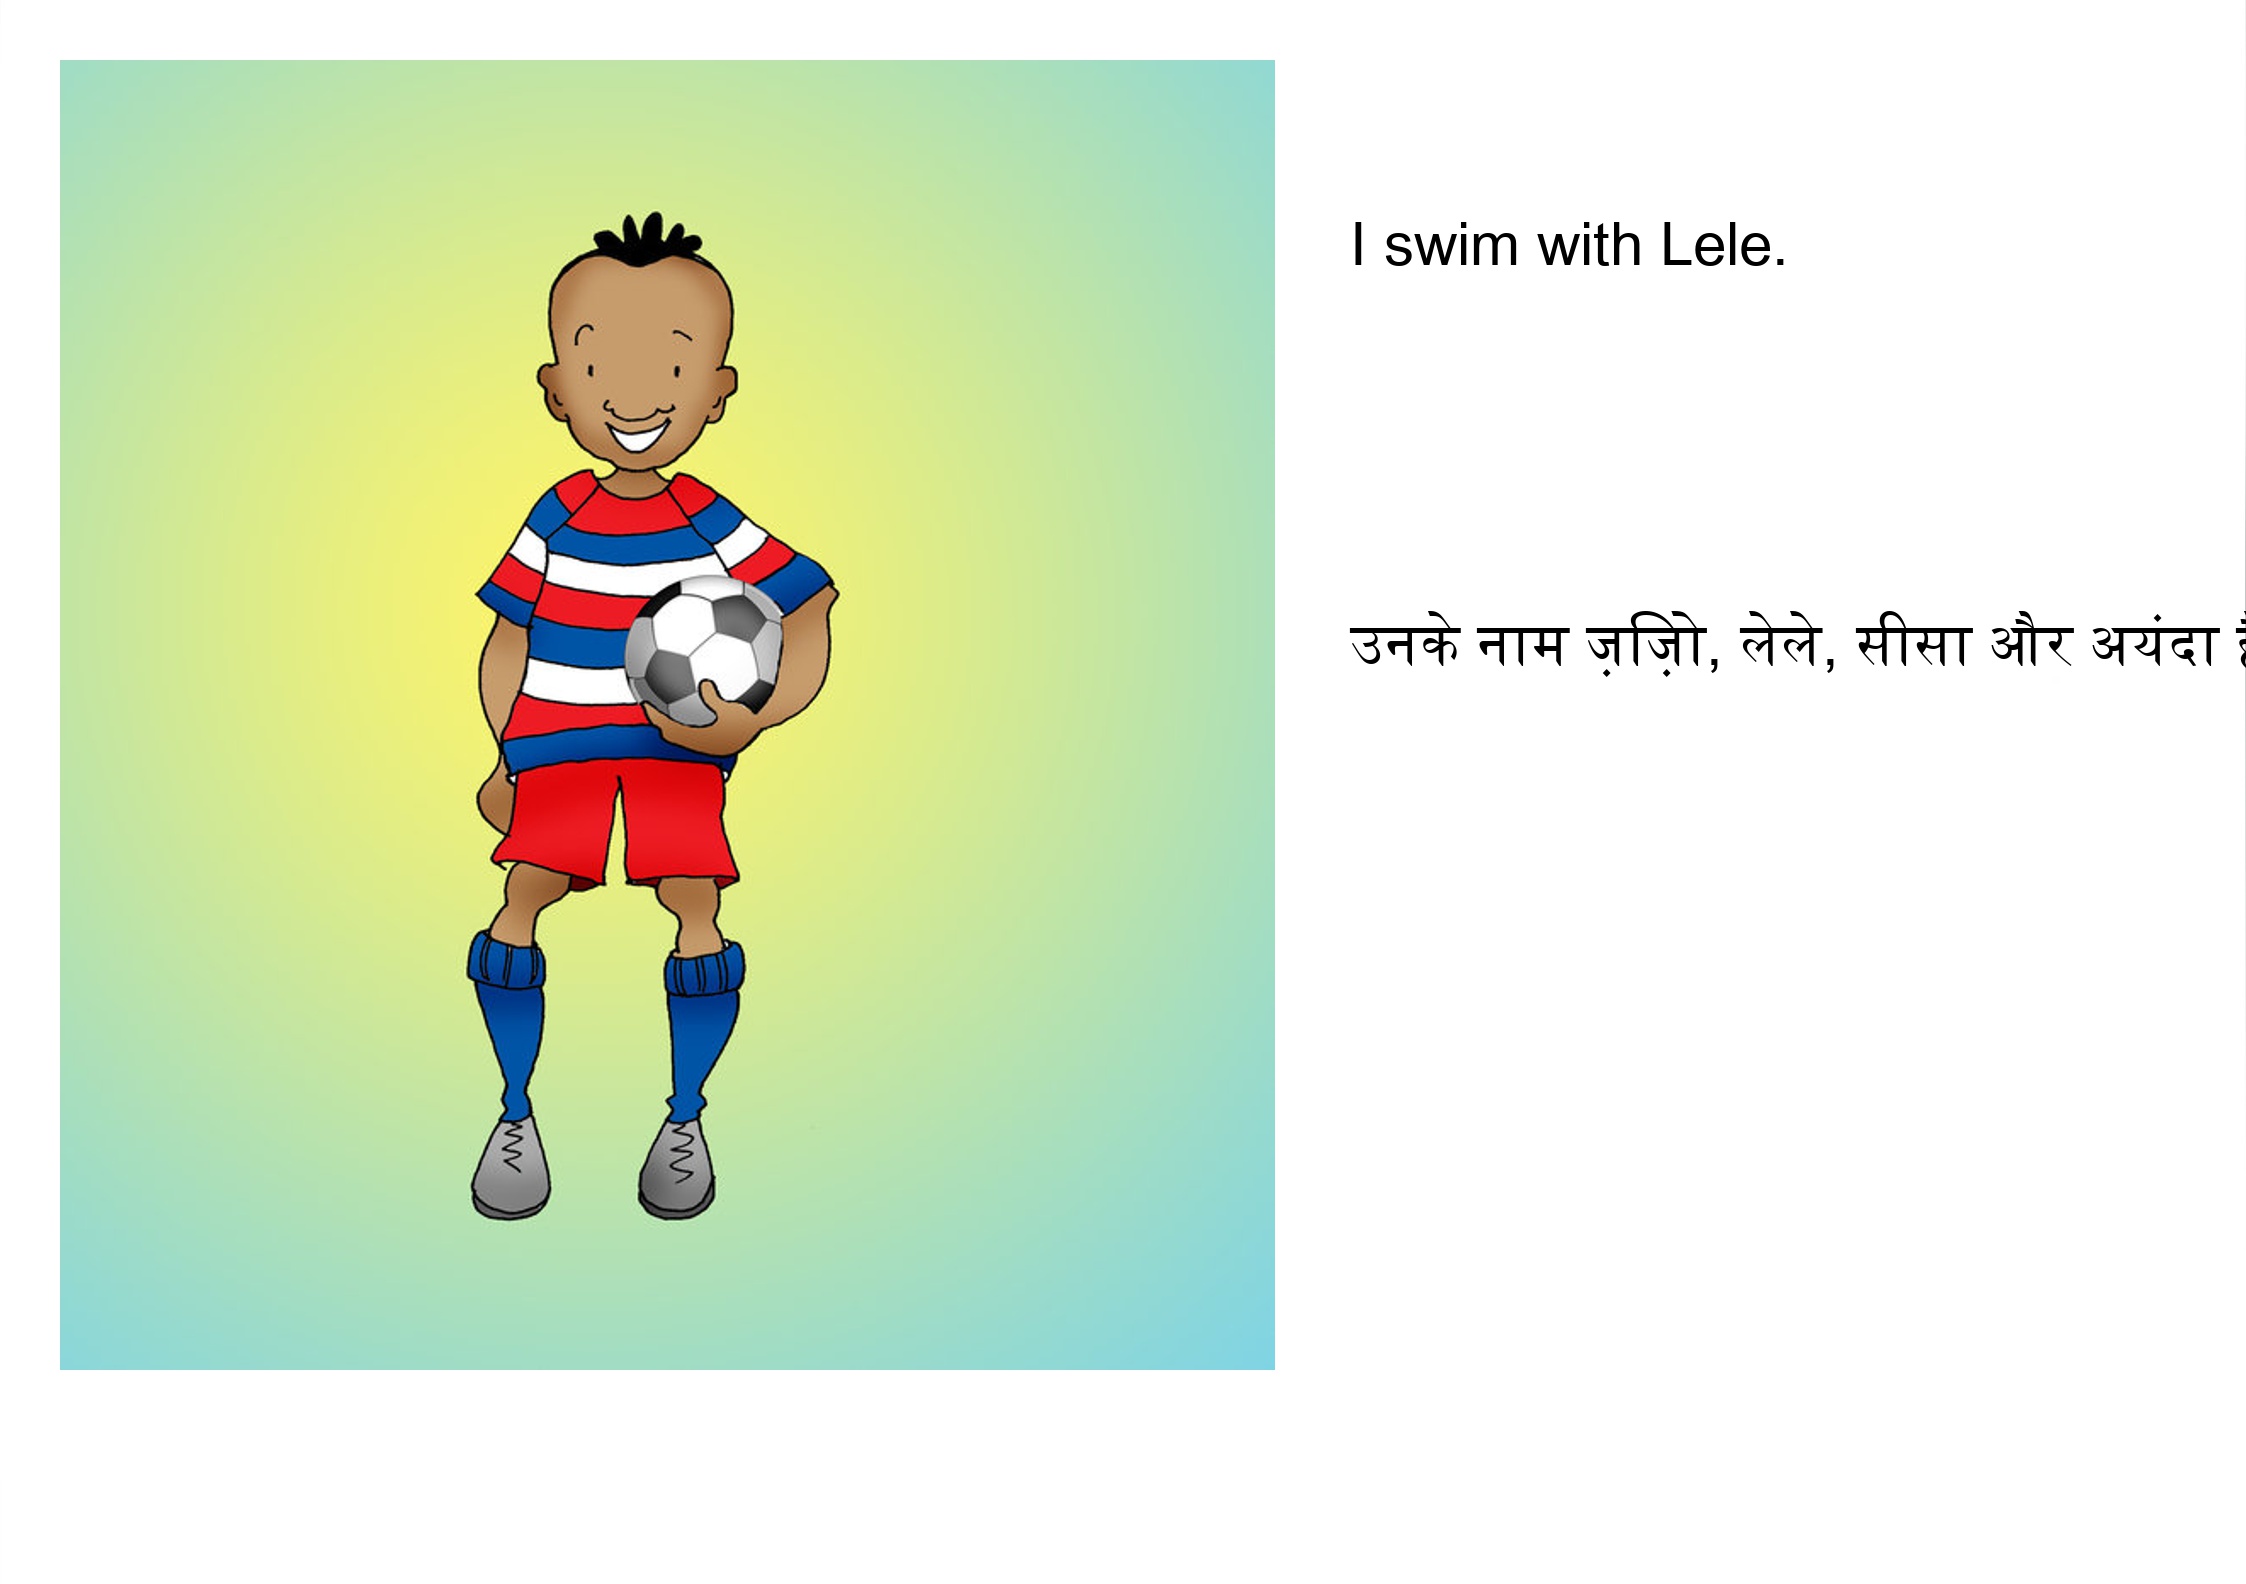 I swim with Lele.
उनके नाम ज़िज़ो, लेले, सीसा और अयंदा